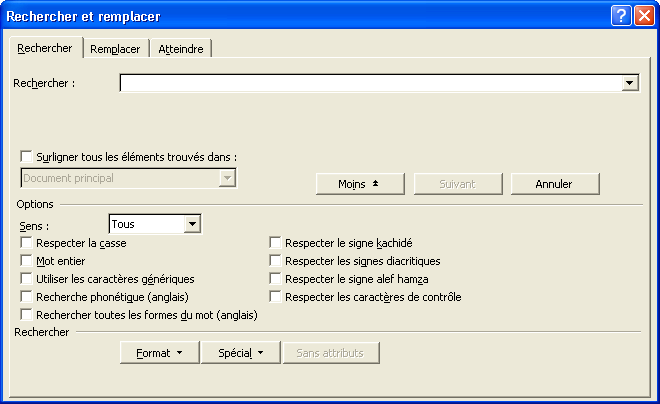 Rechercher et remplacer
Rechercher Remplacer Atteindre
Rechercher :
Surligner tous les éléments trouvés dans :
Document principal
Moins Suivant Annuler
Options
Sens : Tous
Respecter la casse
Mot entier
Utiliser les caractères génériques
Recherche phonétique (anglais)
Rechercher toutes les formes du mot (anglais)
Respecter le signe kachidé
Respecter les signes diacritiques
Respecter le signe alef hamza
Respecter les caractères de contrôle
Rechercher
Format Spécial Sans attributs